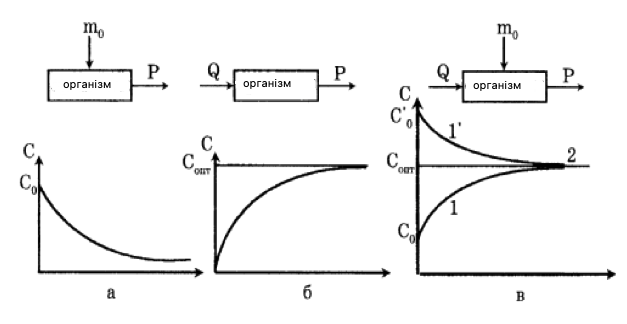 m₀
організм
P
C
C₀
а
Q
організм
P
C
Cопт
б
m₀
Q
організм
P
C
C'₀
1'
Cопт
2
1
C₀
в